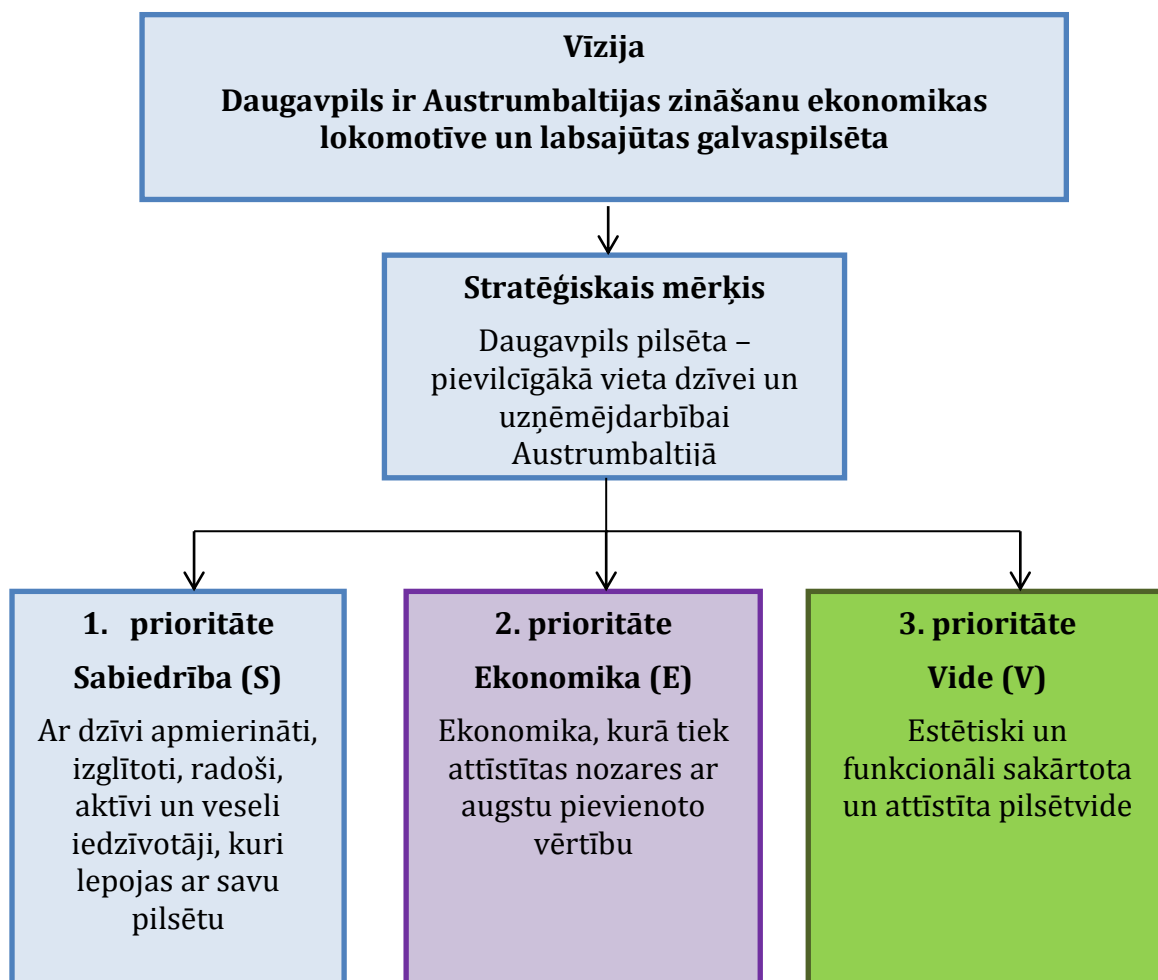 Vīzija
Daugavpils ir Austrumbaltijas zināšanu ekonomikas
lokomotīve un labsajūtas galvaspilsēta
Stratēģiskais mērķis
Daugavpils pilsēta –
pievilcīgākā vieta dzīvei un
uzņēmējdarbībai
Austrumbaltijā
1. prioritāte
Sabiedrība (S)
Ar dzīvi apmierināti,
izglītoti, radoši,
aktīvi un veseli
iedzīvotāji, kuri
lepojas ar savu
pilsētu
2. prioritāte
Ekonomika (E)
Ekonomika, kurā tiek
attīstītas nozares ar
augstu pievienoto
vērtību
3. prioritāte
Vide (V)
Estētiski un
funkcionāli sakārtota
un attīstīta pilsētvide